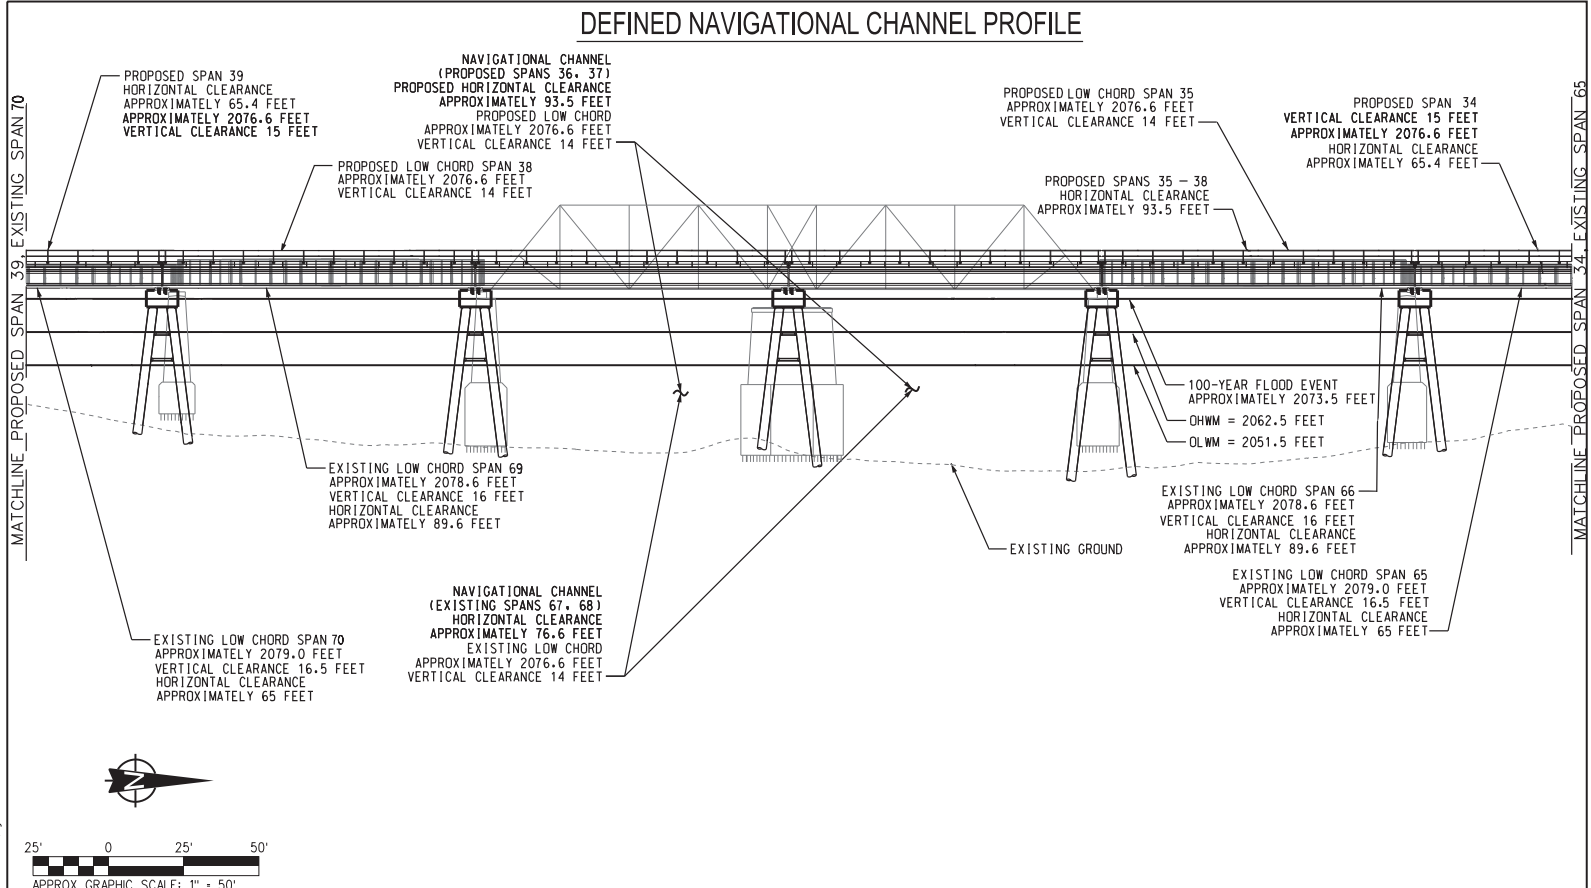 DEFINED NAVIGATIONAL CHANNEL PROFILE
MATCHLINE PROPOSED SPAN 39, EXISTING SPAN 70
PROPOSED SPAN 39
HORIZONTAL CLEARANCE
APPROXIMATELY 65.4 FEET
APPROXIMATELY 2076.6 FEET
VERTICAL CLEARANCE 15 FEET
NAVIGATIONAL CHANNEL
(PROPOSED SPANS 36, 37)
PROPOSED HORIZONTAL CLEARANCE
APPROXIMATELY 93.5 FEET
PROPOSED LOW CHORD
APPROXIMATELY 2076.6 FEET
VERTICAL CLEARANCE 14 FEET
PROPOSED LOW CHORD SPAN 38
APPROXIMATELY 2076.6 FEET
VERTICAL CLEARANCE 14 FEET
PROPOSED LOW CHORD SPAN 35
APPROXIMATELY 2076.6 FEET
VERTICAL CLEARANCE 14 FEET
PROPOSED SPAN 34
VERTICAL CLEARANCE 15 FEET
APPROXIMATELY 2076.6 FEET
HORIZONTAL CLEARANCE
APPROXIMATELY 65.4 FEET
PROPOSED SPANS 35 - 38
HORIZONTAL CLEARANCE
APPROXIMATELY 93.5 FEET
MATCHLINE PROPOSED SPAN 34, EXISTING SPAN 65
100-YEAR FLOOD EVENT
APPROXIMATELY 2073.5 FEET
OHWM = 2062.5 FEET
OLWM = 2051.5 FEET
EXISTING LOW CHORD SPAN 69
APPROXIMATELY 2078.6 FEET
VERTICAL CLEARANCE 16 FEET
HORIZONTAL CLEARANCE
APPROXIMATELY 89.6 FEET
EXISTING LOW CHORD SPAN 66
APPROXIMATELY 2078.6 FEET
VERTICAL CLEARANCE 16 FEET
HORIZONTAL CLEARANCE
APPROXIMATELY 89.6 FEET
EXISTING GROUND
EXISTING LOW CHORD SPAN 65
APPROXIMATELY 2079.0 FEET
VERTICAL CLEARANCE 16.5 FEET
HORIZONTAL CLEARANCE
APPROXIMATELY 65 FEET
NAVIGATIONAL CHANNEL
(EXISTING SPANS 67, 68)
HORIZONTAL CLEARANCE
APPROXIMATELY 76.6 FEET
EXISTING LOW CHORD
APPROXIMATELY 2076.6 FEET
VERTICAL CLEARANCE 14 FEET
EXISTING LOW CHORD SPAN 70
APPROXIMATELY 2079.0 FEET
VERTICAL CLEARANCE 16.5 FEET
HORIZONTAL CLEARANCE
APPROXIMATELY 65 FEET
N
25' 0 25' 50'
APPROX GRAPHIC SCALE: 1" = 50'